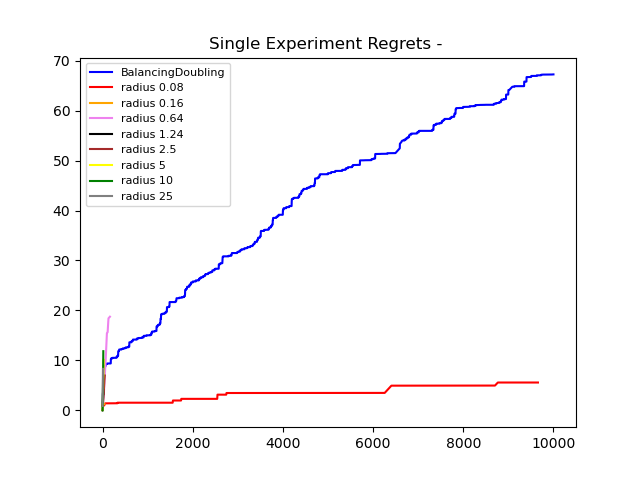 Single Experiment Regrets -
70
60
50
40
30
20
10
0
BalancingDoubling
radius 0.08
radius 0.16
radius 0.64
radius 1.24
radius 2.5
radius 5
radius 10
radius 25
0 2000 4000 6000 8000 10000